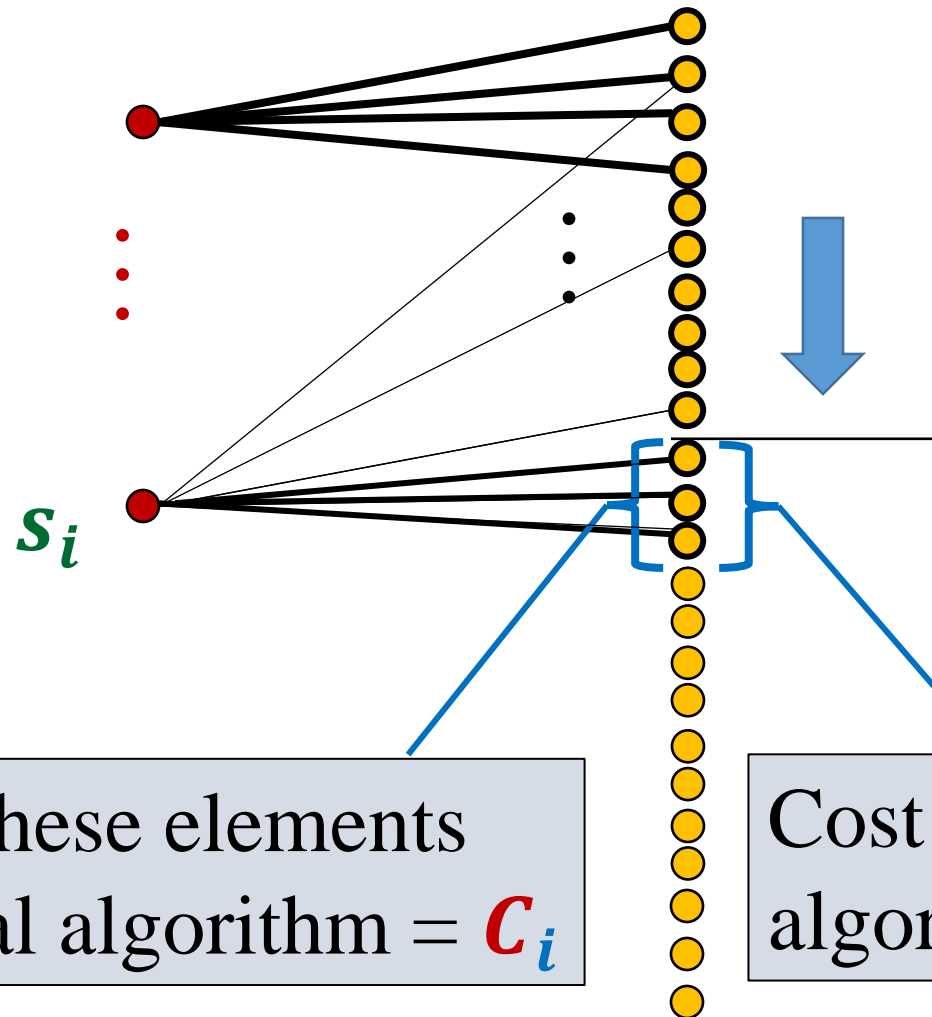 s_i
hese elements
al algorithm = C_i
Cost
algor